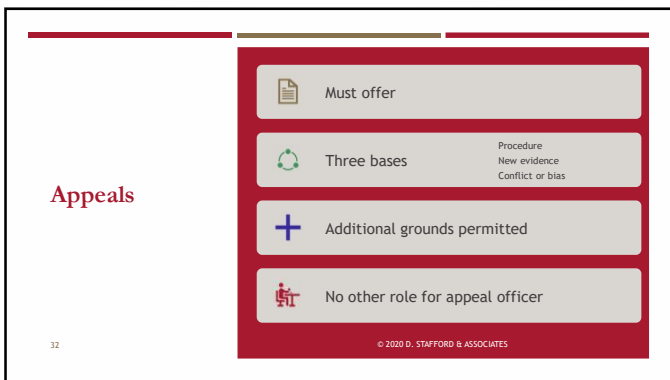 Appeals
Must offer
Three bases
Procedure
New evidence
Conflict or bias
Additional grounds permitted
No other role for appeal officer
32
© 2020 D. STAFFORD & ASSOCIATES